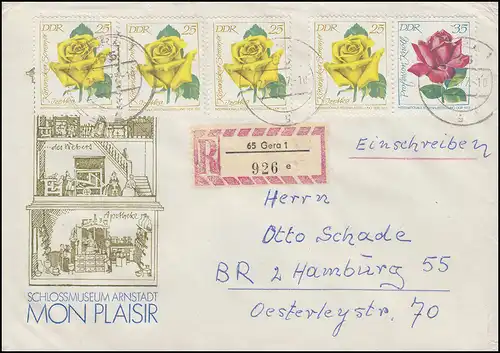 DDR 25
DDR 25
DDR 25
DDR 25
DDR 35
Einschreiben
R
65 Gera 1
926 e
der Weberei
Apotheke
SCHLOSSMUSEUM ARNSTADT
MON PLAISIR
Herrn
Otto Schade
BR 2 Hamburg 55
Oesterleystr. 70